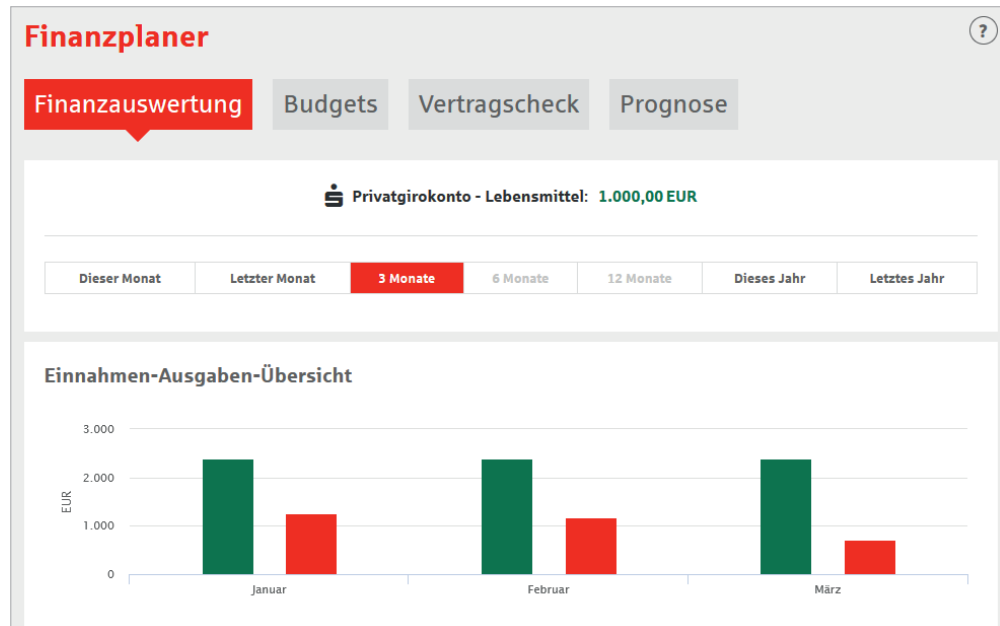 Finanzplaner
?
Finanzauswertung Budgets Vertragscheck Prognose
Privatgirokonto - Lebensmittel: 1.000,00 EUR
Dieser Monat Letzter Monat 3 Monate 6 Monate 12 Monate Dieses Jahr Letztes Jahr
Einnahmen-Ausgaben-Übersicht
3.000
2.000
EUR
1.000
0
Januar Februar März